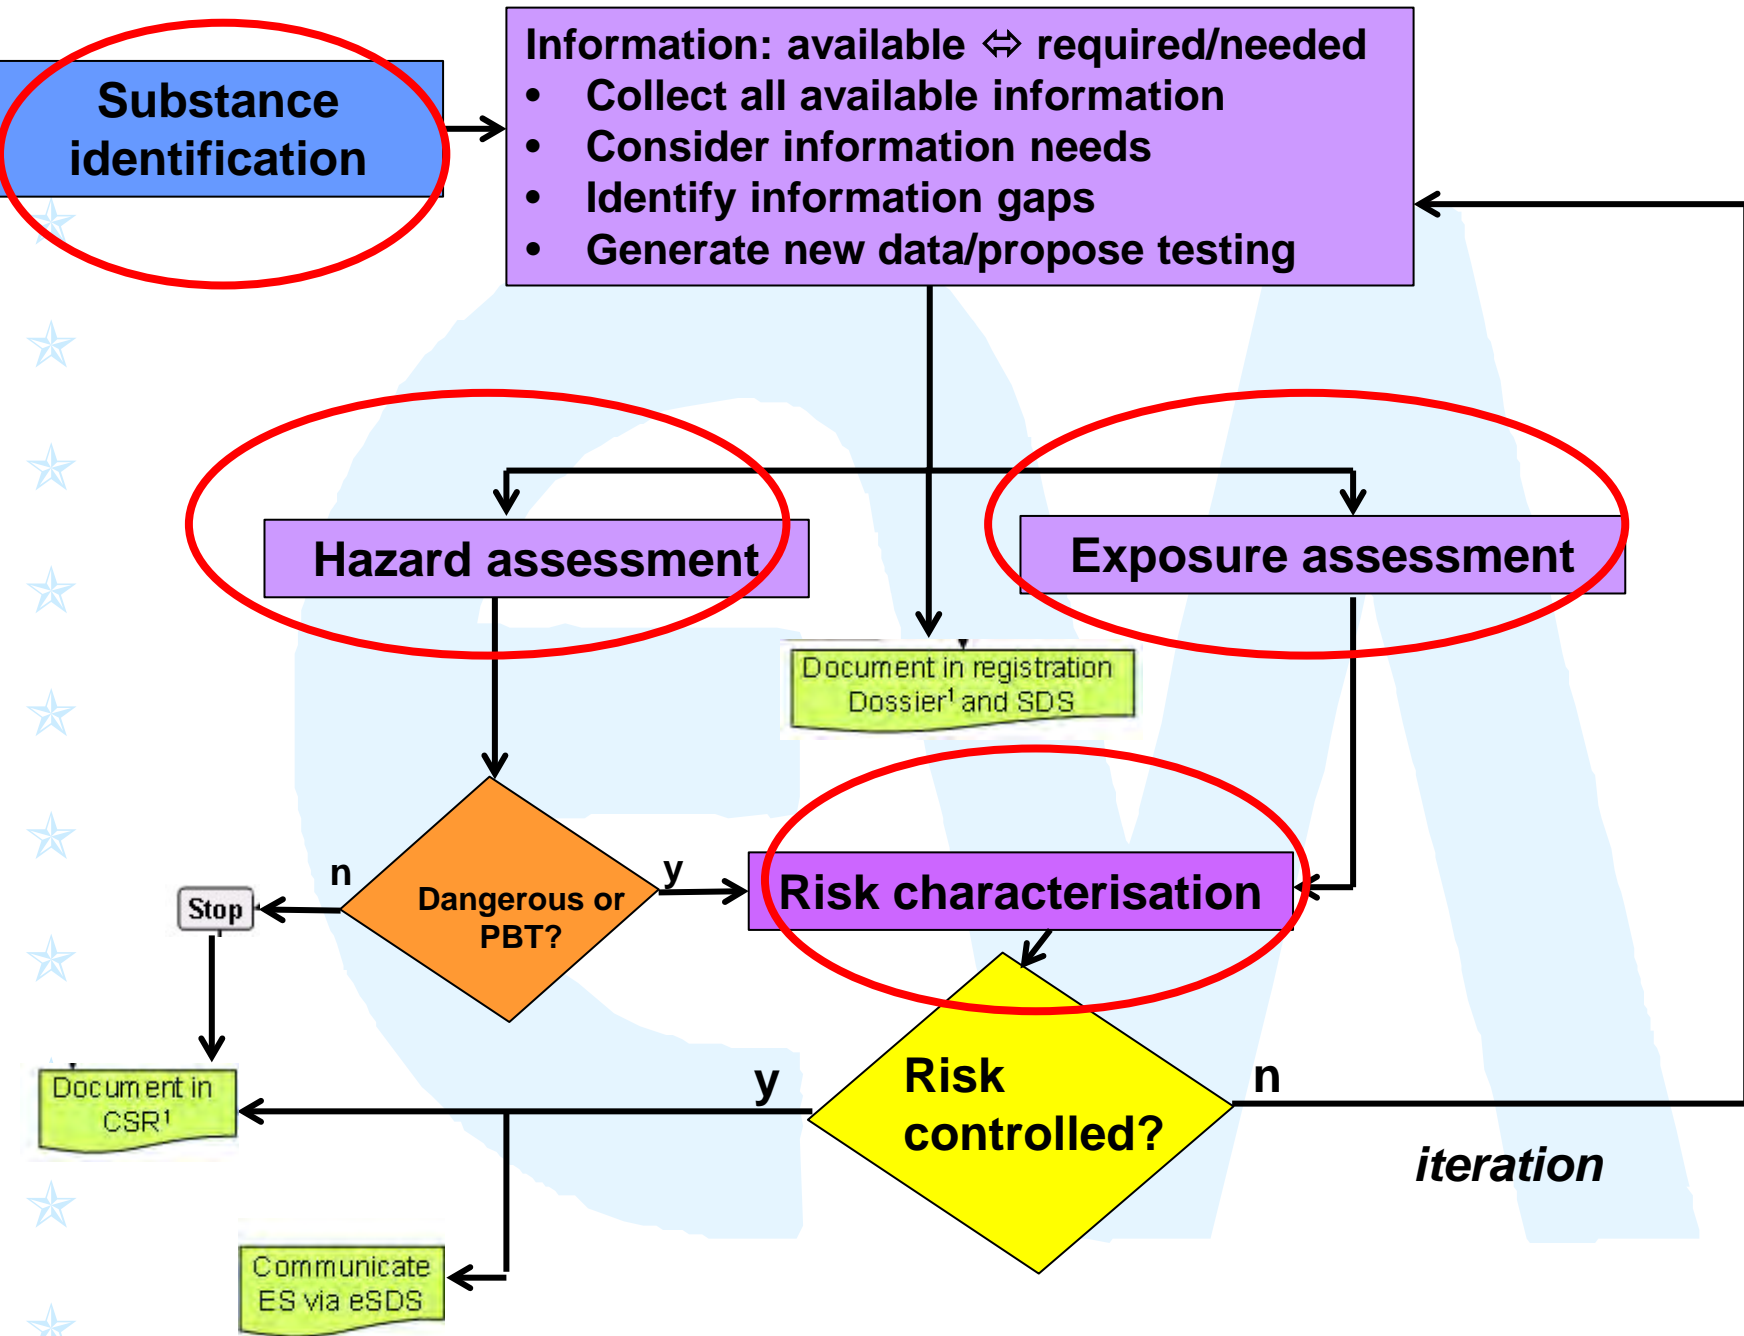 Substance
identification
Information: available ⇔ required/needed
• Collect all available information
• Consider information needs
• Identify information gaps
• Generate new data/propose testing
Hazard assessment
Exposure assessment
Document in registration
Dossier¹ and SDS
n
y
Stop
Dangerous or
PBT?
Risk characterisation
Document in
CSR¹
y
Risk
controlled?
n
iteration
Communicate
ES via eSDS